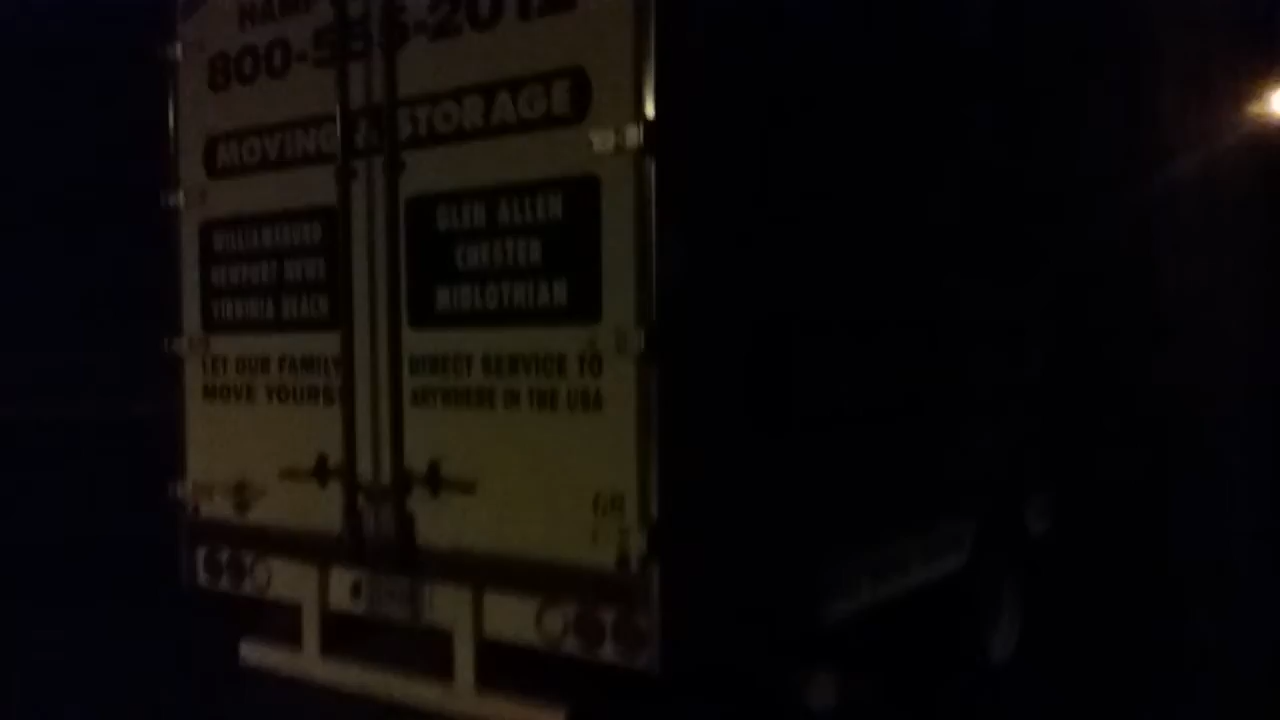 MOVING & STORAGE
WILLIAMSBURG
NEWPORT NEWS
VIRGINIA BEACH
GLEN ALLEN
CHESTER
MIDLOTHIAN
LET OUR FAMILY
MOVE YOURS!
DIRECT SERVICE TO
ANYWHERE IN THE USA